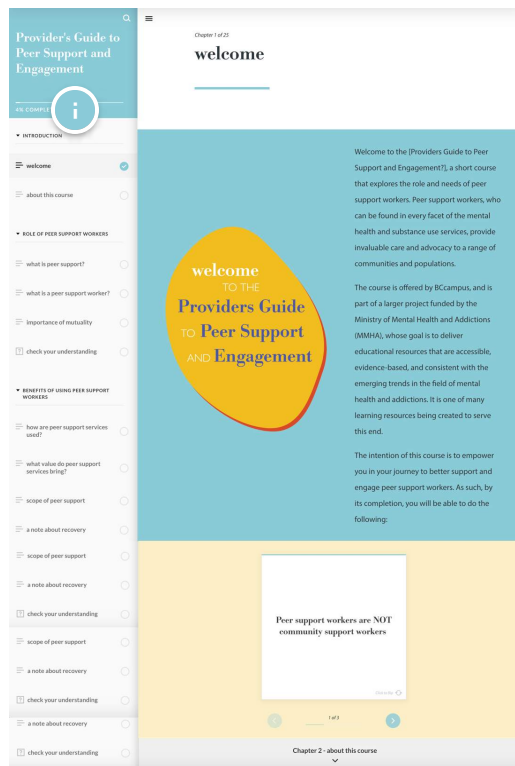 Provider's Guide to
Peer Support and
Engagement
4% COMPLE
i
INTRODUCTION
welcome
about this course
ROLE OF PEER SUPPORT WORKERS
what is peer support?
what is a peer support worker?
importance of mutuality
? check your understanding
BENEFITS OF USING PEER SUPPORT
WORKERS
how are peer support services
used?
what value do peer support
services bring?
scope of peer support
a note about recovery
scope of peer support
a note about recovery
? check your understanding
scope of peer support
a note about recovery
? check your understanding
a note about recovery
? check your understanding
Chapter 1 of 25
welcome
welcome
TO THE
Providers Guide
TO Peer Support
AND Engagement
Welcome to the [Providers Guide to Peer
Support and Engagement?], a short course
that explores the role and needs of peer
support workers. Peer support workers, who
can be found in every facet of the mental
health and substance use services, provide
invaluable care and advocacy to a range of
communities and populations.
The course is offered by BCcampus, and is
part of a larger project funded by the
Ministry of Mental Health and Addictions
(MMHA), whose goal is to deliver
educational resources that are accessible,
evidence-based, and consistent with the
emerging trends in the field of mental
health and addictions. It is one of many
learning resources being created to serve
this end.
The intention of this course is to empower
you in your journey to better support and
engage peer support workers. As such, by
its completion, you will be able to do the
following:
Peer support workers are NOT
community support workers
1 of 3
Chapter 2 - about this course